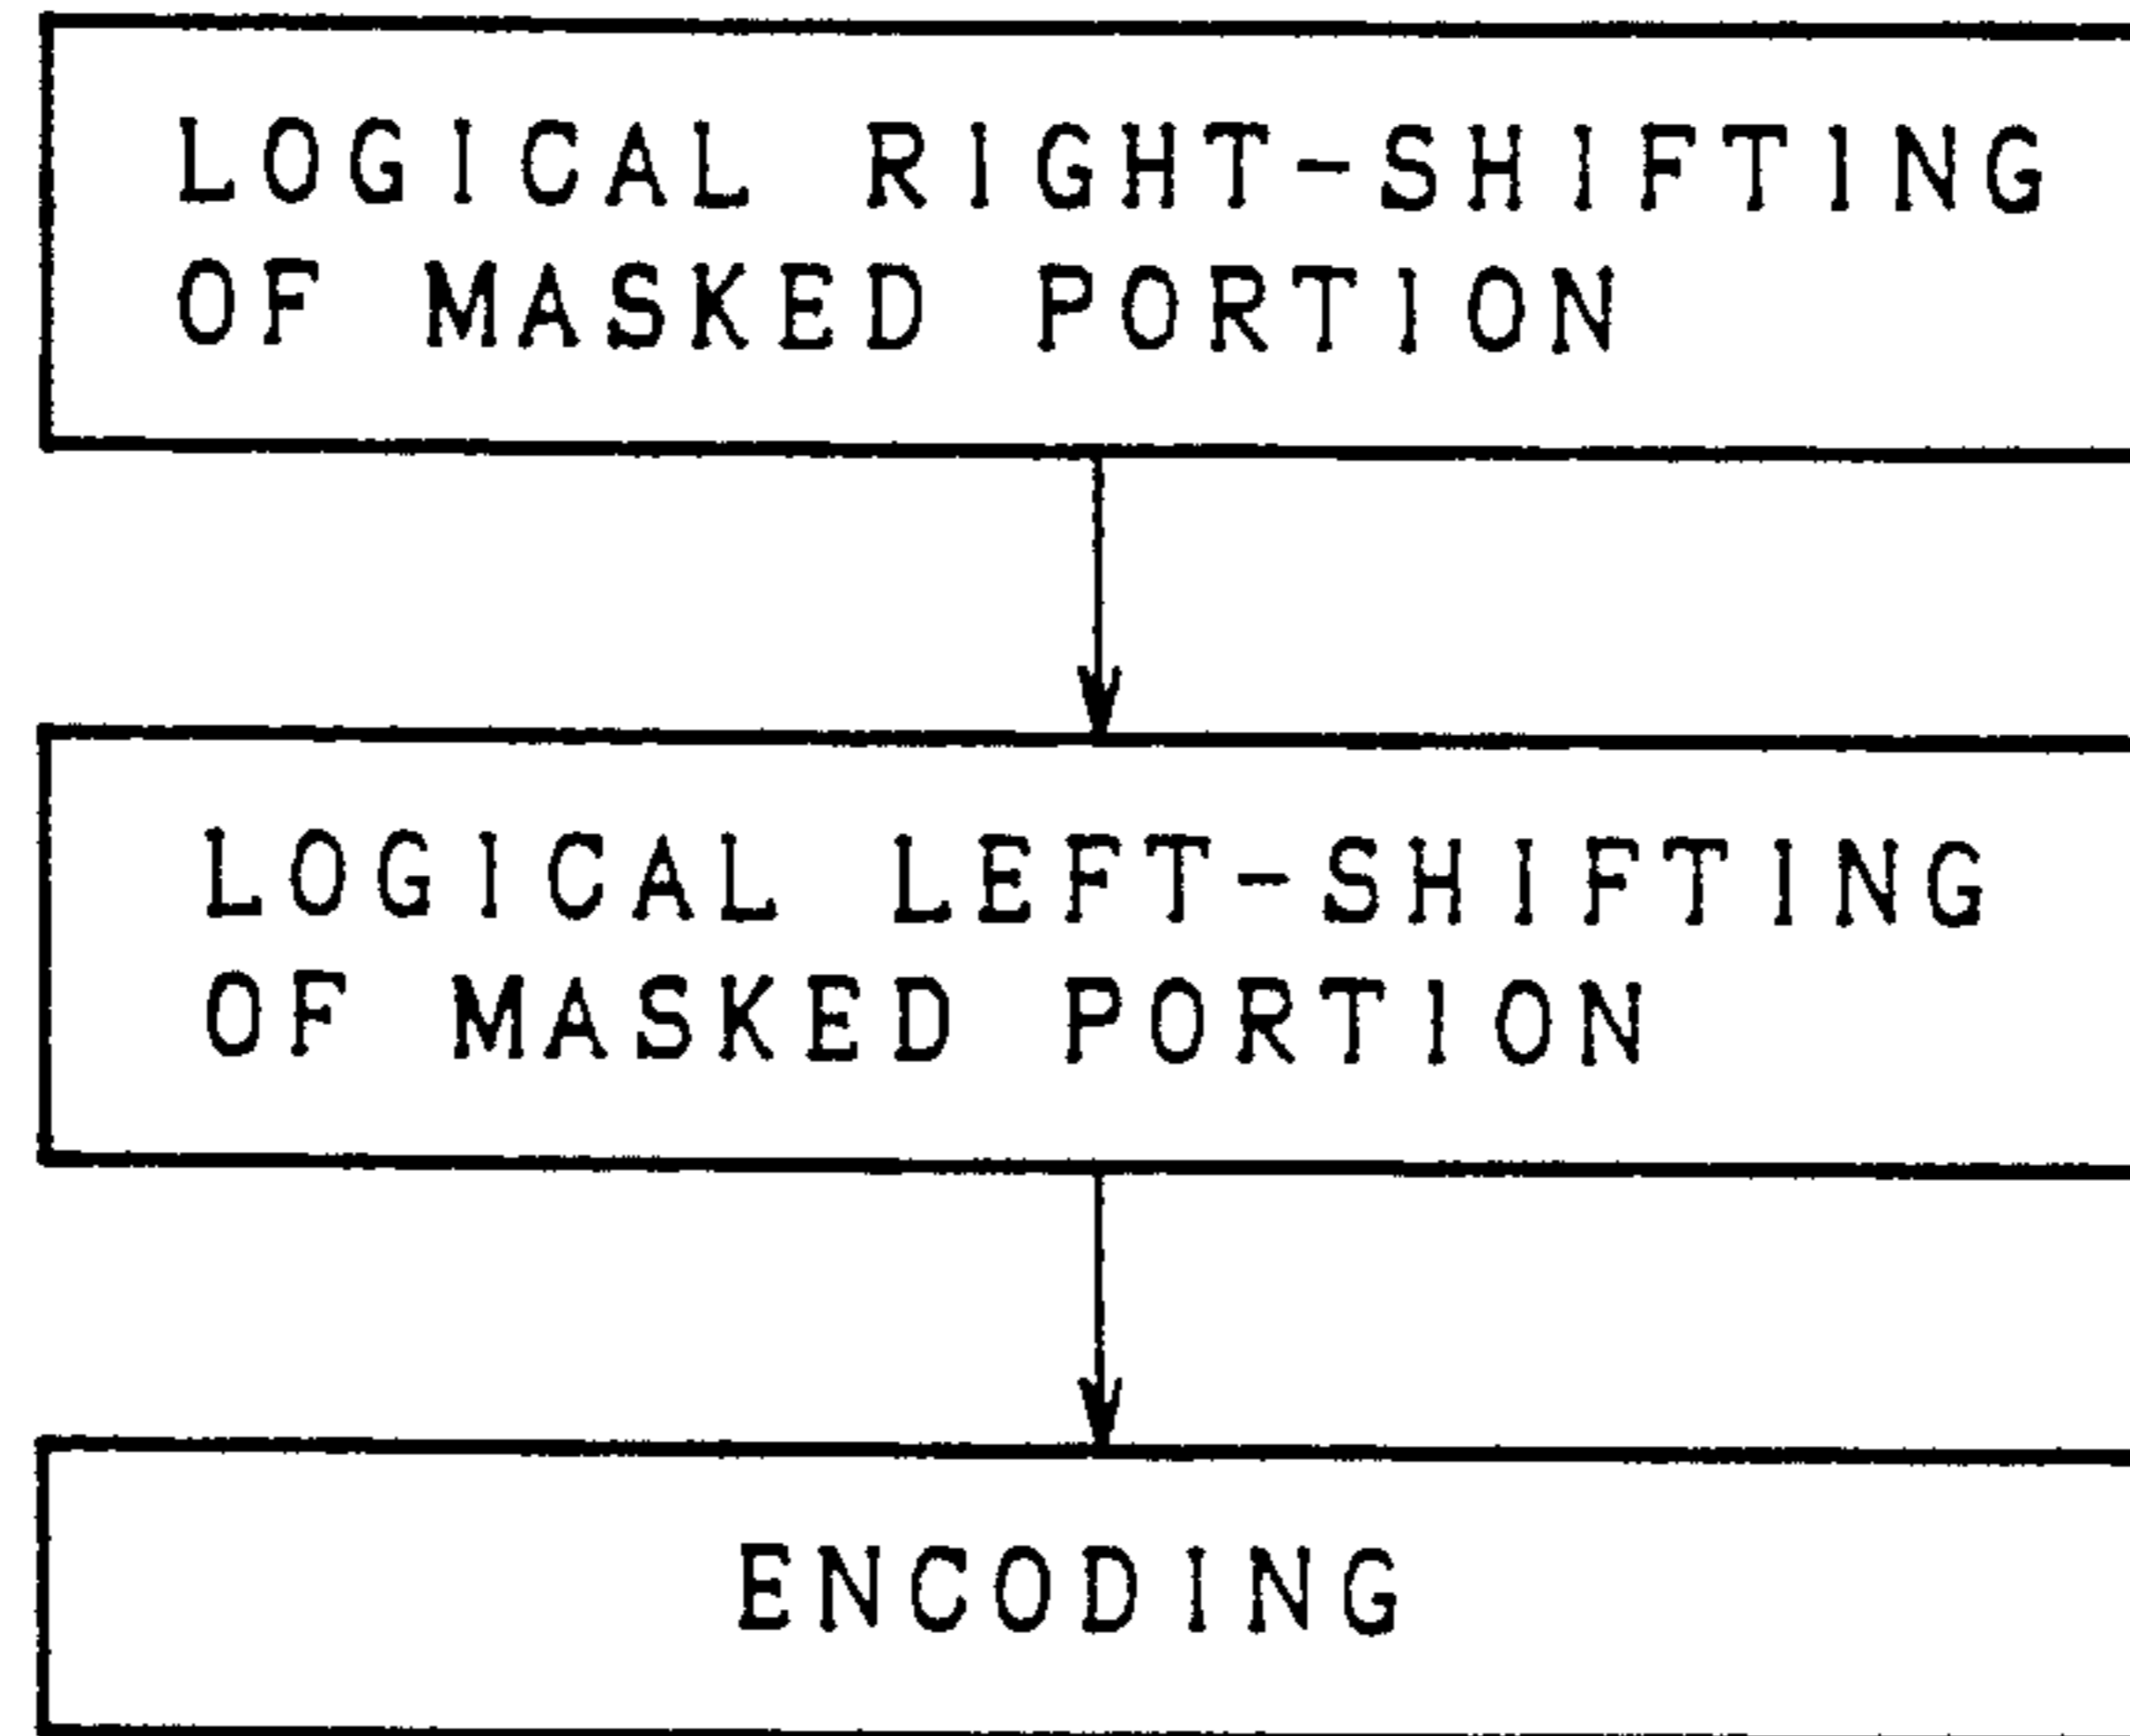 LOGICAL RIGHT-SHIFTING
OF MASKED PORTION
LOGICAL LEFT-SHIFTING
OF MASKED PORTION
ENCODING